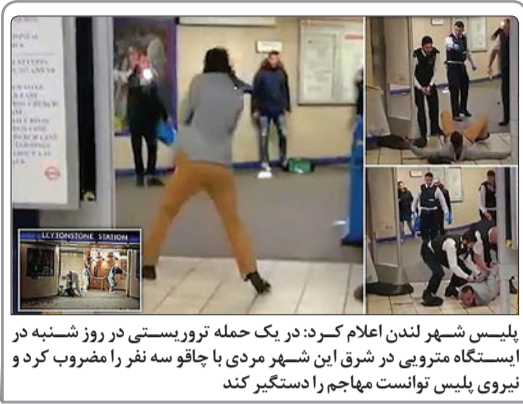 LEYTONSTONE STATION
پلیس شهر لندن اعلام کرد: در یک حمله تروریستی در روز شنبه در
ایستگاه مترویی در شرق این شهر مردی با چاقو سه نفر را مضروب کرد و
نیروی پلیس توانست مهاجم را دستگیر کند